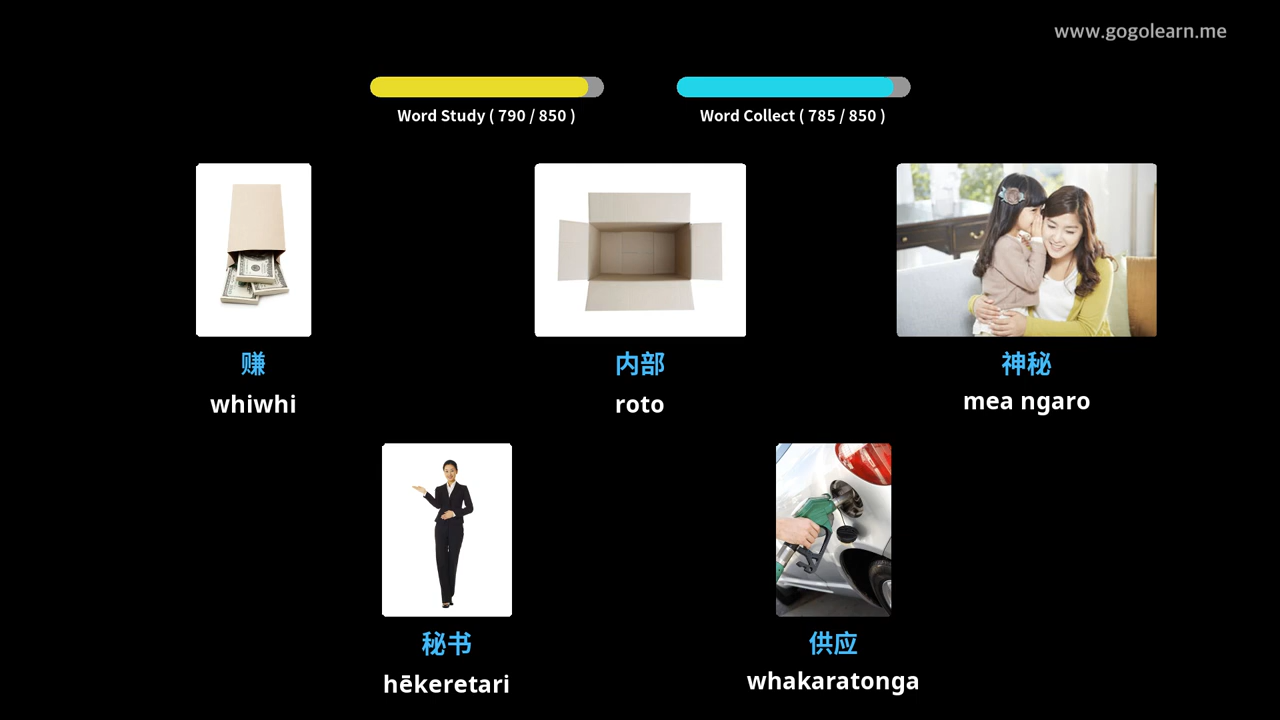 www.gogolearn.me
Word Study ( 790 / 850 )
Word Collect ( 785 / 850 )
赚
内部
神秘
whiwhi
roto
mea ngaro
秘书
供应
hēkeretari
whakaratonga